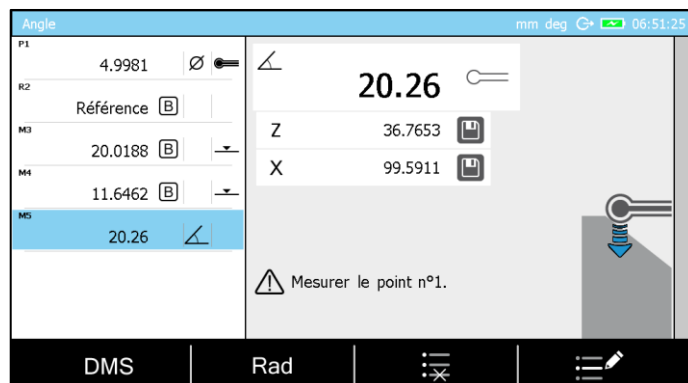 Angle
mm deg 06:51:25
P1
4.9981 Ø
R2
Référence B
M3
20.0188 B
M4
11.6462 B
M5
20.26
20.26
Z 36.7653
X 99.5911
Mesurer le point n°1.
DMS Rad